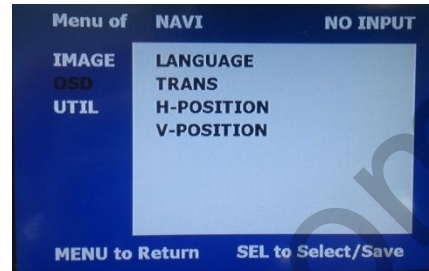 Menu of NAVI NO INPUT
IMAGE LANGUAGE
OSD TRANS
UTIL H-POSITION
V-POSITION
MENU to Return SEL to Select/Save